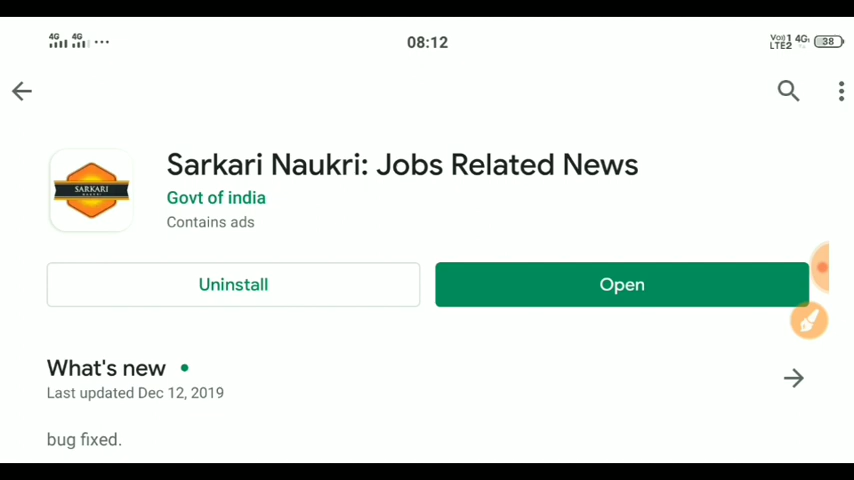 4G 4G
08:12
Vo)) 1 4G
LTE2
38
Sarkari Naukri: Jobs Related News
SARKARI
Govt of india
Contains ads
Uninstall
Open
What's new
Last updated Dec 12, 2019
bug fixed.